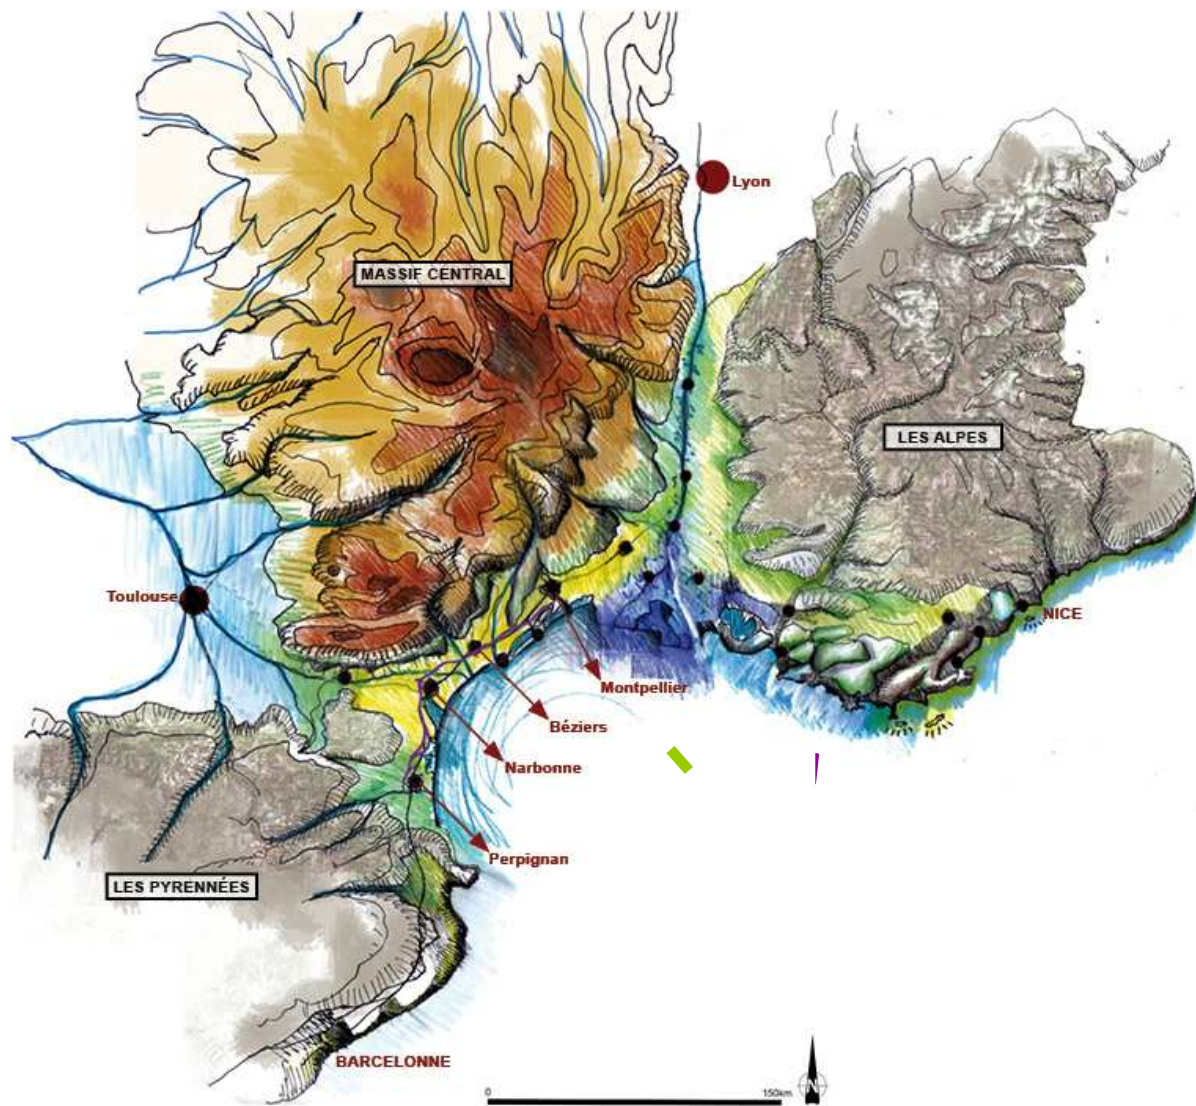 Lyon
MASSIF CENTRAL
LES ALPES
Toulouse
NICE
Montpellier
Béziers
Narbonne
Perpignan
LES PYRENNÉES
BARCELONNE
0
150km
N